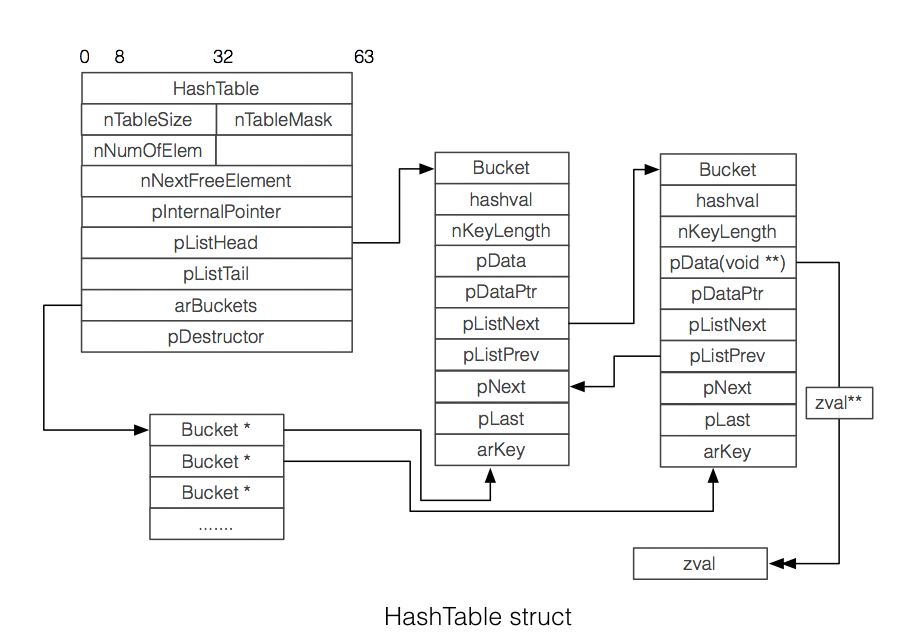 0 8 32 63
HashTable
nTableSize nTableMask
nNumOfElem
nNextFreeElement
pInternalPointer
pListHead
pListTail
arBuckets
pDestructor
Bucket *
Bucket *
Bucket *
.......
Bucket
hashval
nKeyLength
pData
pDataPtr
pListNext
pListPrev
pNext
pLast
arKey
Bucket
hashval
nKeyLength
pData(void **)
pDataPtr
pListNext
pListPrev
pNext
pLast
arKey
zval**
zval
HashTable struct